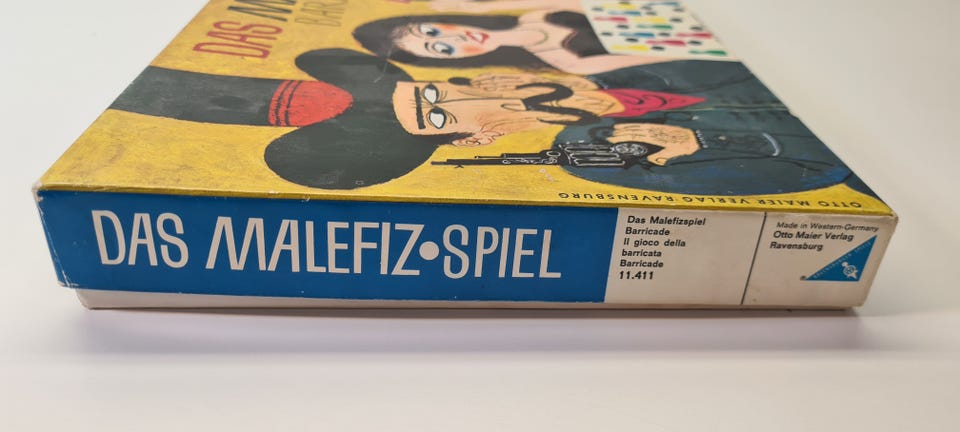 DAS
OTTO MAIER VERLAG RAVENSBURG
DAS MALEFIZ•SPIEL
Das Malefizspiel
Barricade
Il gioco della
barricata
Barricade
11.411
Made in Western-Germany
Otto Maier Verlag
Ravensburg